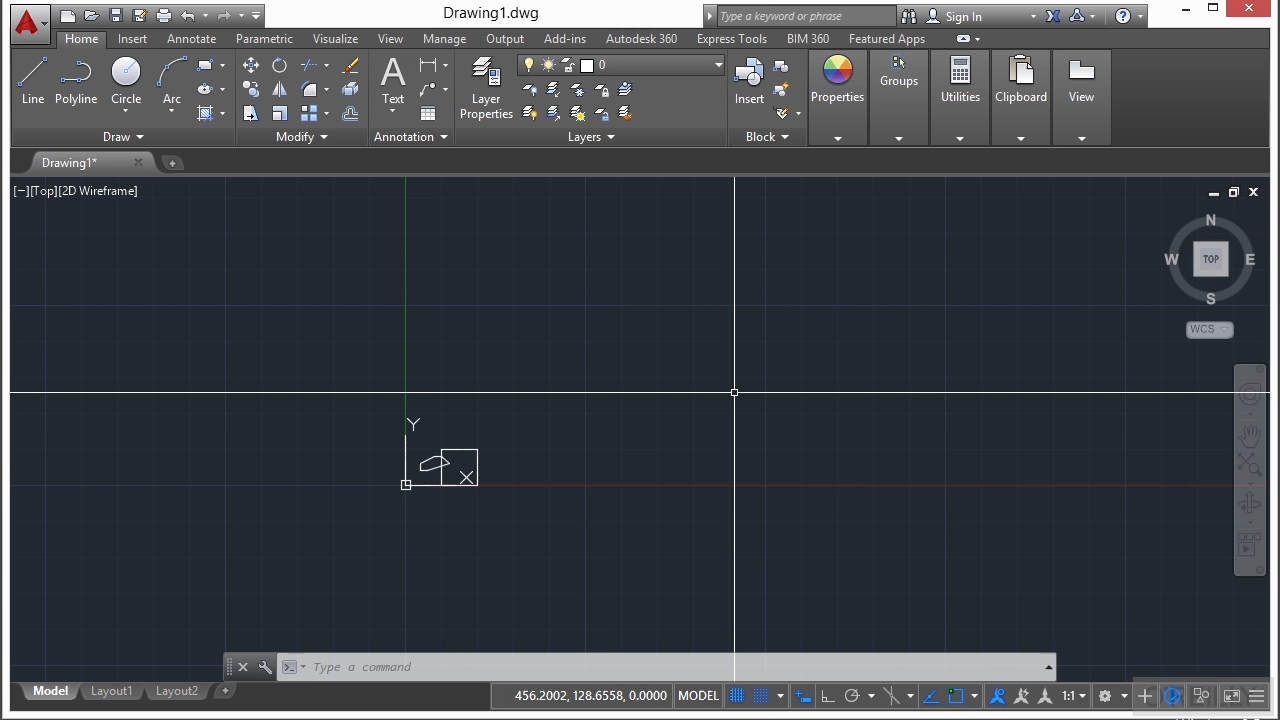 Drawing1.dwg
Type a keyword or phrase
Sign In
Home Insert Annotate Parametric Visualize View Manage Output Add-ins Autodesk 360 Express Tools BIM 360 Featured Apps
Line Polyline Circle Arc
Text
Layer Properties
0
Insert
Properties
Groups
Utilities
Clipboard
View
Draw Modify Annotation Layers Block
Drawing1*
[−][Top][2D Wireframe]
N
W TOP E
S
WCS
Y
X
Type a command
Model Layout1 Layout2
456.2002, 128.6558, 0.0000 MODEL 1:1